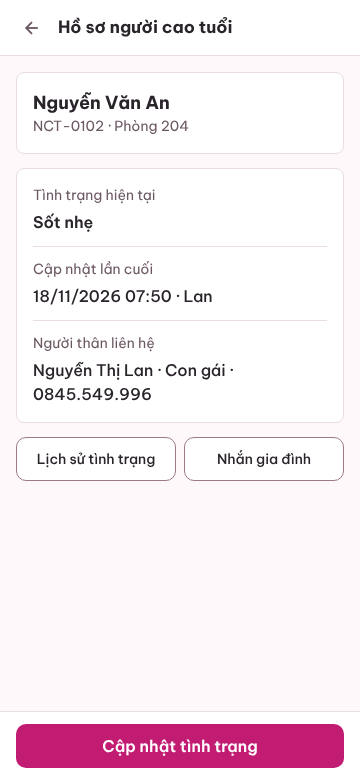 Hồ sơ người cao tuổi
Nguyễn Văn An
NCT-0102 · Phòng 204
Tình trạng hiện tại
Sốt nhẹ
Cập nhật lần cuối
18/11/2026 07:50 · Lan
Người thân liên hệ
Nguyễn Thị Lan · Con gái ·
0845.549.996
Lịch sử tình trạng
Nhắn gia đình
Cập nhật tình trạng